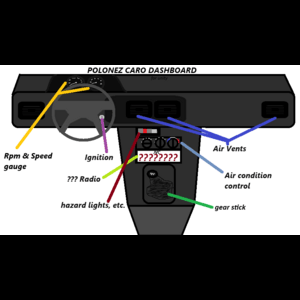 POLONEZ CARO DASHBOARD
Rpm & Speed
gauge
Ignition
Air Vents
????????
??? Radio
Air condition
control
hazard lights, etc.
gear stick